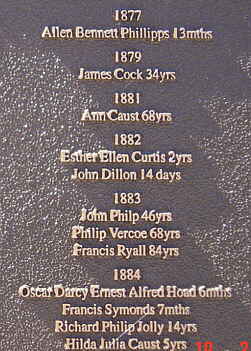 1877
Allen Bennett Phillipps 13mths
1879
James Cock 34yrs
1881
Ann Caust 68yrs
1882
Esther Ellen Curtis 2yrs
John Dillon 14 days
1883
John Philp 46yrs
Philip Vercoe 68yrs
Francis Ryall 84yrs
1884
Oscar Darcy Ernest Alfred Hoad 6mths
Francis Symonds 7mths
Richard Philip Jolly 14yrs
Hilda Julia Caust 5yrs